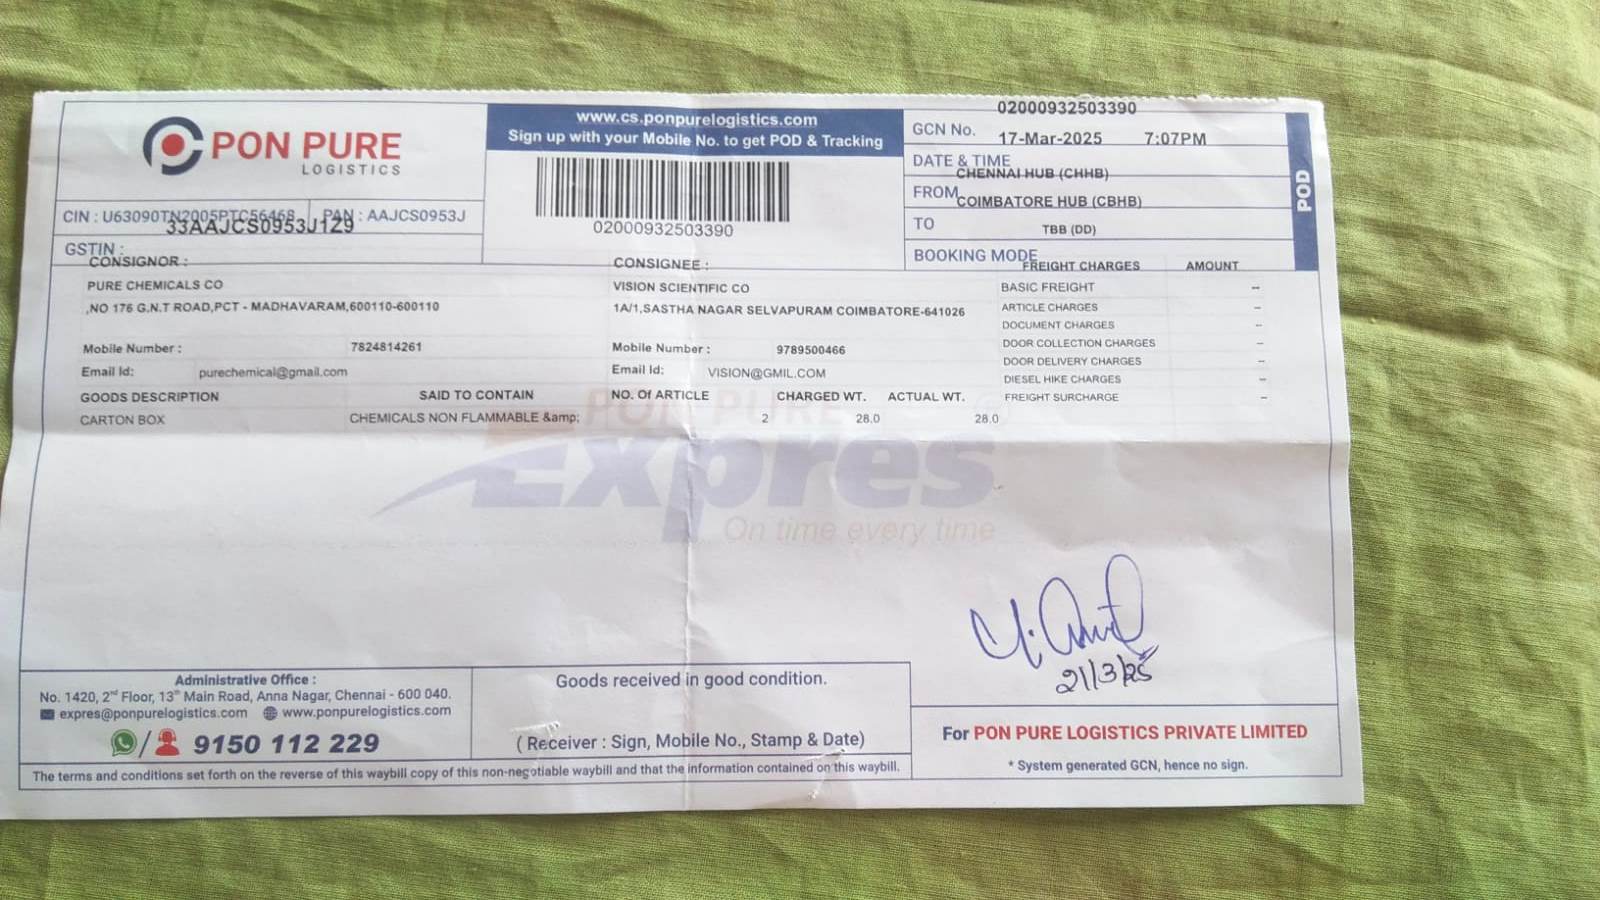 PON PURE
LOGISTICS
CIN : U63090TN2005PTC56468 PAN : AAJCS0953J
33AAJCS0953J1Z9
GSTIN :
www.cs.ponpurelogistics.com
Sign up with your Mobile No. to get POD & Tracking
02000932503390
02000932503390
GCN No.
17-Mar-2025 7:07PM
DATE & TIME
CHENNAI HUB (CHHB)
FROM
COIMBATORE HUB (CBHB)
TO
TBB (DD)
BOOKING MODE
POD
CONSIGNOR :
PURE CHEMICALS CO
,NO 176 G.N.T ROAD,PCT - MADHAVARAM,600110-600110
Mobile Number : 7824814261
Email Id: purechemical@gmail.com
CONSIGNEE :
VISION SCIENTIFIC CO
1A/1,SASTHA NAGAR SELVAPURAM COIMBATORE-641026
Mobile Number : 9789500466
Email Id: VISION@GMIL.COM
FREIGHT CHARGES AMOUNT
BASIC FREIGHT --
ARTICLE CHARGES --
DOCUMENT CHARGES --
DOOR COLLECTION CHARGES --
DOOR DELIVERY CHARGES --
DIESEL HIKE CHARGES --
FREIGHT SURCHARGE --
GOODS DESCRIPTION SAID TO CONTAIN NO. Of ARTICLE CHARGED WT. ACTUAL WT.
CARTON BOX CHEMICALS NON FLAMMABLE &amp; 2 28.0 28.0
PON PURE
Expres
On time every time
21/3/25
Administrative Office :
No. 1420, 2nd Floor, 13th Main Road, Anna Nagar, Chennai - 600 040.
expres@ponpurelogistics.com www.ponpurelogistics.com
/ 9150 112 229
Goods received in good condition.
( Receiver : Sign, Mobile No., Stamp & Date)
For PON PURE LOGISTICS PRIVATE LIMITED
* System generated GCN, hence no sign.
The terms and conditions set forth on the reverse of this waybill copy of this non-negotiable waybill and that the information contained on this waybill.